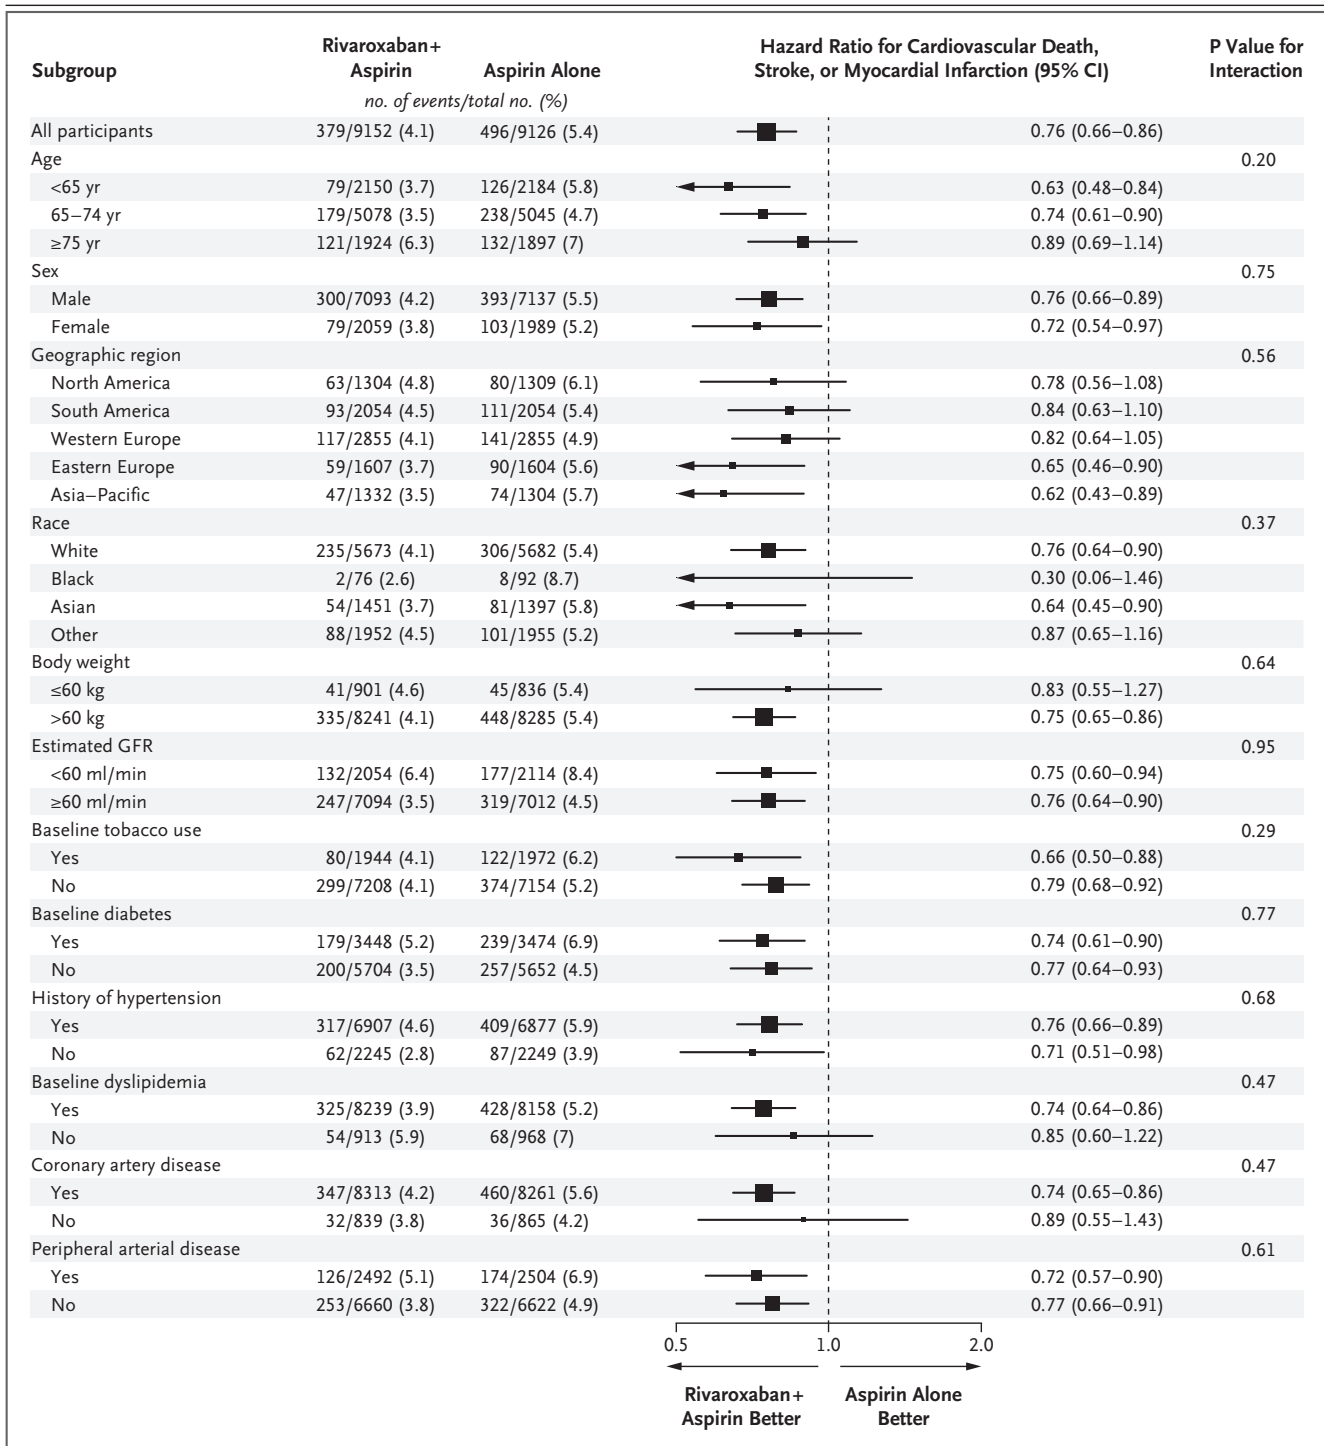 Subgroup Rivaroxaban+ Aspirin Aspirin Alone Hazard Ratio for Cardiovascular Death, Stroke, or Myocardial Infarction (95% CI) P Value for Interaction
no. of events/total no. (%)
All participants 379/9152 (4.1) 496/9126 (5.4) 0.76 (0.66–0.86)
Age 0.20
<65 yr 79/2150 (3.7) 126/2184 (5.8) 0.63 (0.48–0.84)
65–74 yr 179/5078 (3.5) 238/5045 (4.7) 0.74 (0.61–0.90)
≥75 yr 121/1924 (6.3) 132/1897 (7) 0.89 (0.69–1.14)
Sex 0.75
Male 300/7093 (4.2) 393/7137 (5.5) 0.76 (0.66–0.89)
Female 79/2059 (3.8) 103/1989 (5.2) 0.72 (0.54–0.97)
Geographic region 0.56
North America 63/1304 (4.8) 80/1309 (6.1) 0.78 (0.56–1.08)
South America 93/2054 (4.5) 111/2054 (5.4) 0.84 (0.63–1.10)
Western Europe 117/2855 (4.1) 141/2855 (4.9) 0.82 (0.64–1.05)
Eastern Europe 59/1607 (3.7) 90/1604 (5.6) 0.65 (0.46–0.90)
Asia–Pacific 47/1332 (3.5) 74/1304 (5.7) 0.62 (0.43–0.89)
Race 0.37
White 235/5673 (4.1) 306/5682 (5.4) 0.76 (0.64–0.90)
Black 2/76 (2.6) 8/92 (8.7) 0.30 (0.06–1.46)
Asian 54/1451 (3.7) 81/1397 (5.8) 0.64 (0.45–0.90)
Other 88/1952 (4.5) 101/1955 (5.2) 0.87 (0.65–1.16)
Body weight 0.64
≤60 kg 41/901 (4.6) 45/836 (5.4) 0.83 (0.55–1.27)
>60 kg 335/8241 (4.1) 448/8285 (5.4) 0.75 (0.65–0.86)
Estimated GFR 0.95
<60 ml/min 132/2054 (6.4) 177/2114 (8.4) 0.75 (0.60–0.94)
≥60 ml/min 247/7094 (3.5) 319/7012 (4.5) 0.76 (0.64–0.90)
Baseline tobacco use 0.29
Yes 80/1944 (4.1) 122/1972 (6.2) 0.66 (0.50–0.88)
No 299/7208 (4.1) 374/7154 (5.2) 0.79 (0.68–0.92)
Baseline diabetes 0.77
Yes 179/3448 (5.2) 239/3474 (6.9) 0.74 (0.61–0.90)
No 200/5704 (3.5) 257/5652 (4.5) 0.77 (0.64–0.93)
History of hypertension 0.68
Yes 317/6907 (4.6) 409/6877 (5.9) 0.76 (0.66–0.89)
No 62/2245 (2.8) 87/2249 (3.9) 0.71 (0.51–0.98)
Baseline dyslipidemia 0.47
Yes 325/8239 (3.9) 428/8158 (5.2) 0.74 (0.64–0.86)
No 54/913 (5.9) 68/968 (7) 0.85 (0.60–1.22)
Coronary artery disease 0.47
Yes 347/8313 (4.2) 460/8261 (5.6) 0.74 (0.65–0.86)
No 32/839 (3.8) 36/865 (4.2) 0.89 (0.55–1.43)
Peripheral arterial disease 0.61
Yes 126/2492 (5.1) 174/2504 (6.9) 0.72 (0.57–0.90)
No 253/6660 (3.8) 322/6622 (4.9) 0.77 (0.66–0.91)
0.5 1.0 2.0
Rivaroxaban+ Aspirin Better Aspirin Alone Better